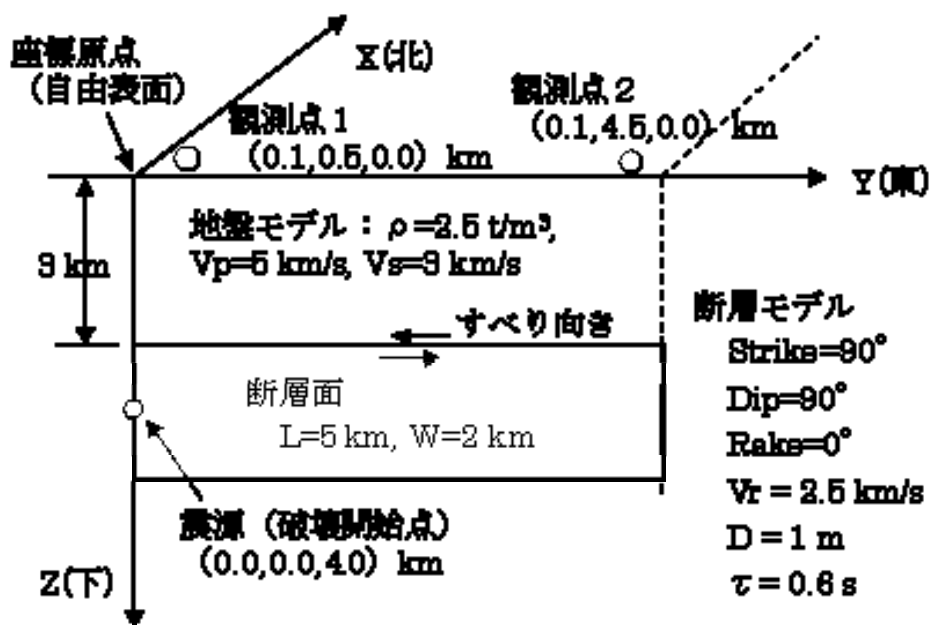 座標原点
(自由表面)
X(北)
観測点1
(0.1,0.5,0.0) km
観測点2
(0.1,4.5,0.0) km
Y(東)
地盤モデル：ρ=2.5 t/m³,
Vp=5 km/s, Vs=3 km/s
3 km
すべり向き
断層面
L=5 km, W=2 km
断層モデル
Strike=90°
Dip=90°
Rake=0°
Vr = 2.5 km/s
D = 1 m
τ = 0.6 s
震源（破壊開始点）
(0.0,0.0,4.0) km
Z(下)